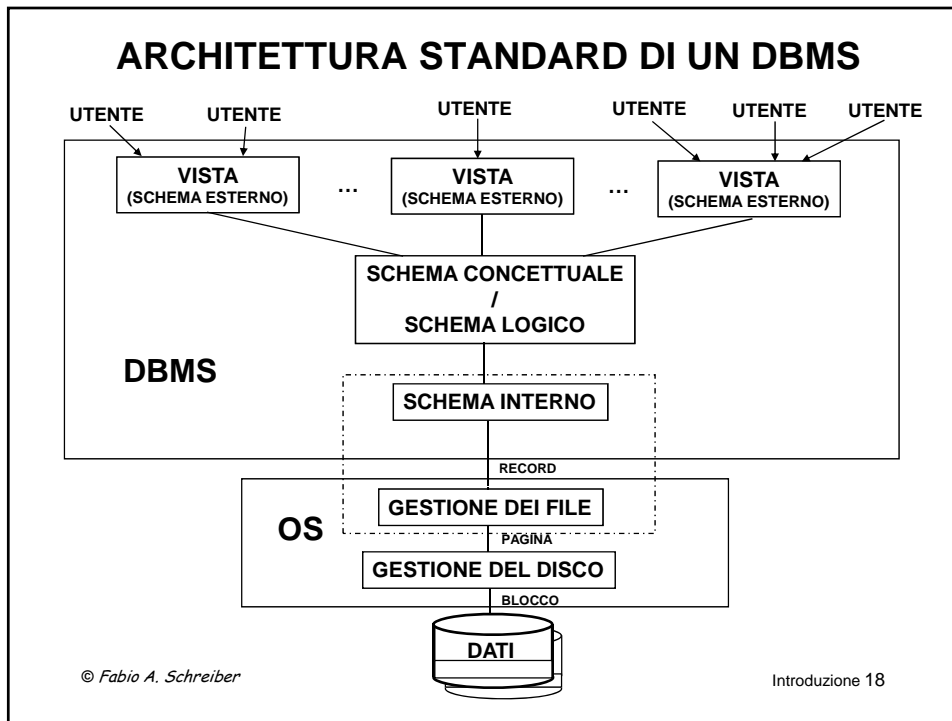 ARCHITETTURA STANDARD DI UN DBMS
UTENTE UTENTE UTENTE UTENTE UTENTE UTENTE
VISTA
(SCHEMA ESTERNO)
...
VISTA
(SCHEMA ESTERNO)
...
VISTA
(SCHEMA ESTERNO)
SCHEMA CONCETTUALE
/
SCHEMA LOGICO
DBMS
SCHEMA INTERNO
RECORD
GESTIONE DEI FILE
OS
PAGINA
GESTIONE DEL DISCO
BLOCCO
DATI
© Fabio A. Schreiber
Introduzione 18